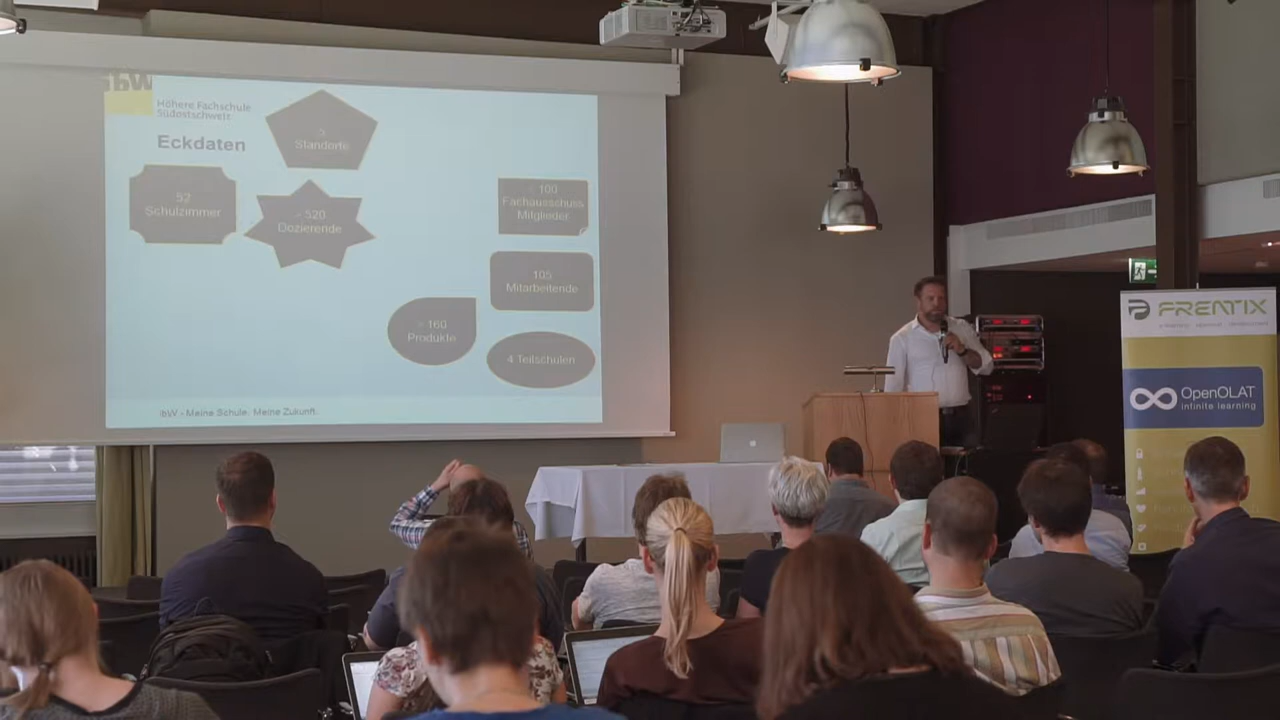 ibW
Höhere Fachschule
Südostschweiz
Eckdaten
Standorte
52
Schulzimmer
520
Dozierende
100
Fachausschuss
Mitglieder
105
Mitarbeitende
160
Produkte
4 Teilschulen
ibW - Meine Schule. Meine Zukunft.
FRENTIX
OpenOLAT
infinite learning